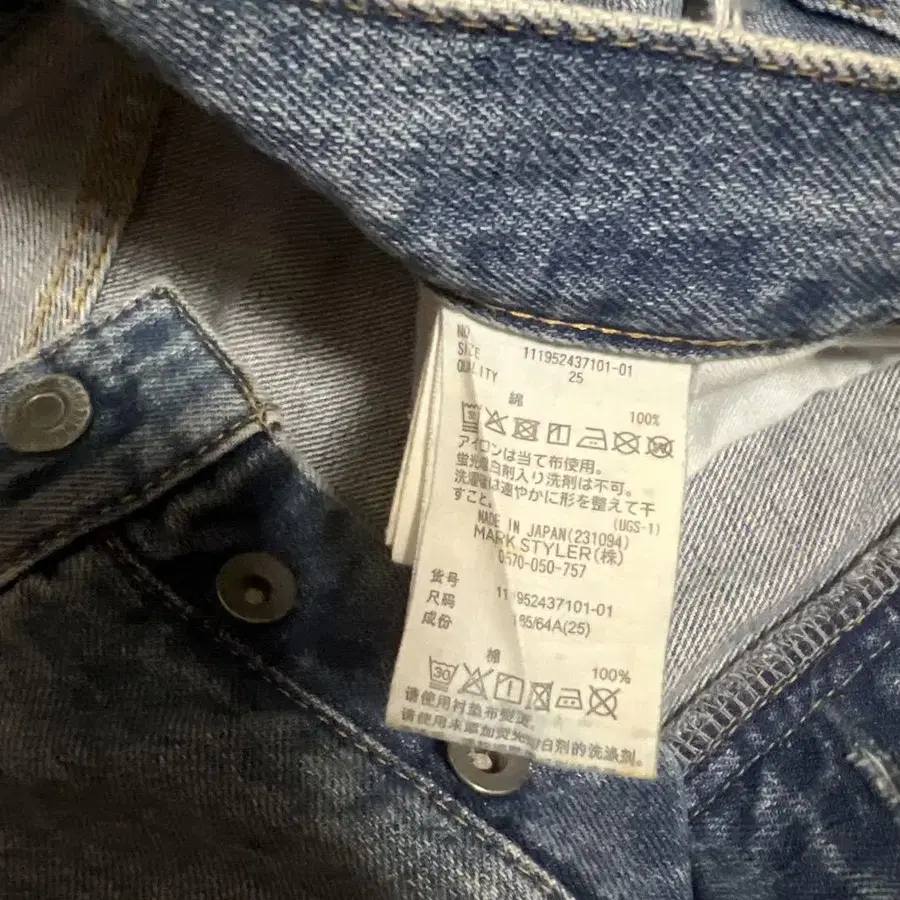 NO 111952437101-01
SIZE 25
QUALITY
綿 100%
アイロンは当て布使用。
蛍光増白剤入り洗剤は不可。
洗濯後は速やかに形を整えて干
すこと。
(UGS-1)
MADE IN JAPAN(231094)
MARK STYLER(株)
0570-050-757
货号 111952437101-01
尺码 165/64A(25)
成份
棉 100%
30
请使用衬垫布熨烫。
请使用未添加荧光增白剤的洗涤剂。